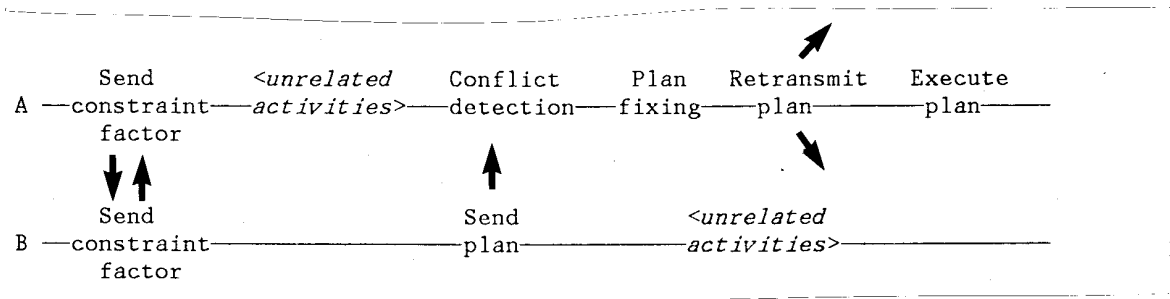 Send <unrelated Conflict Plan Retransmit Execute
A constraint activities> detection fixing plan plan
factor
Send Send <unrelated
B constraint plan activities>
factor